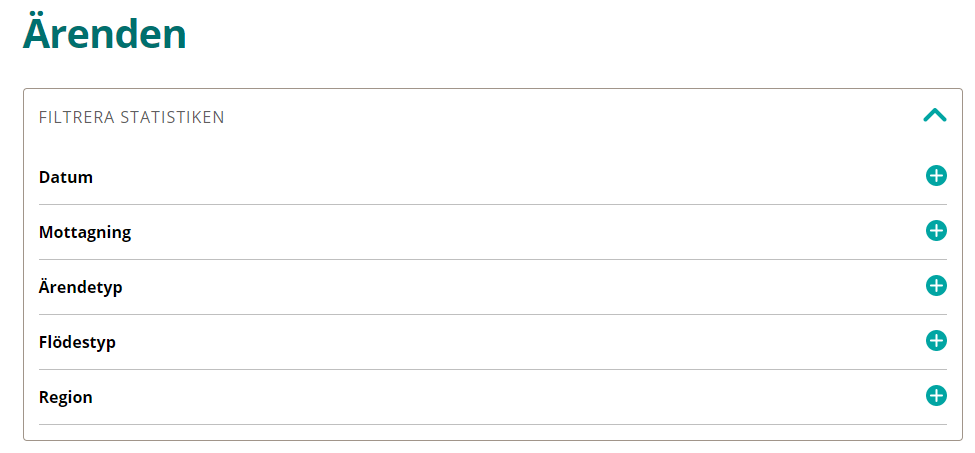 Ärenden
FILTRERA STATISTIKEN
Datum
Mottagning
Ärendetyp
Flödestyp
Region